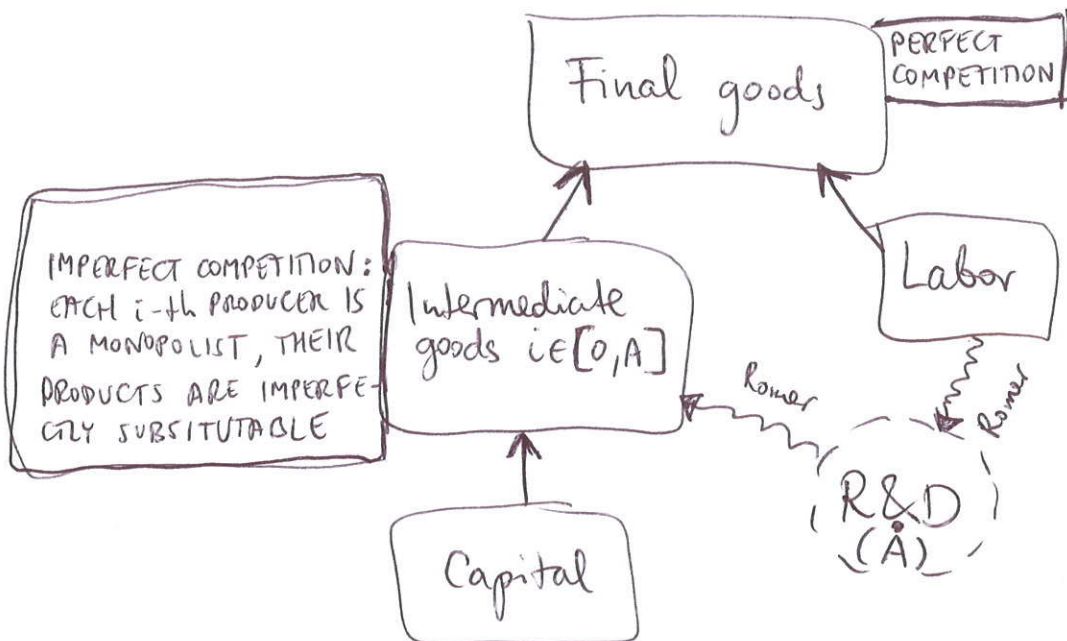 Final goods
PERFECT
COMPETITION
IMPERFECT COMPETITION:
EACH i-th PRODUCER IS
A MONOPOLIST, THEIR
PRODUCTS ARE IMPERFE-
CTLY SUBSITUTABLE
Intermediate
goods i∈[0,A]
Labor
Romer
Romer
R&D
(Ȧ)
Capital